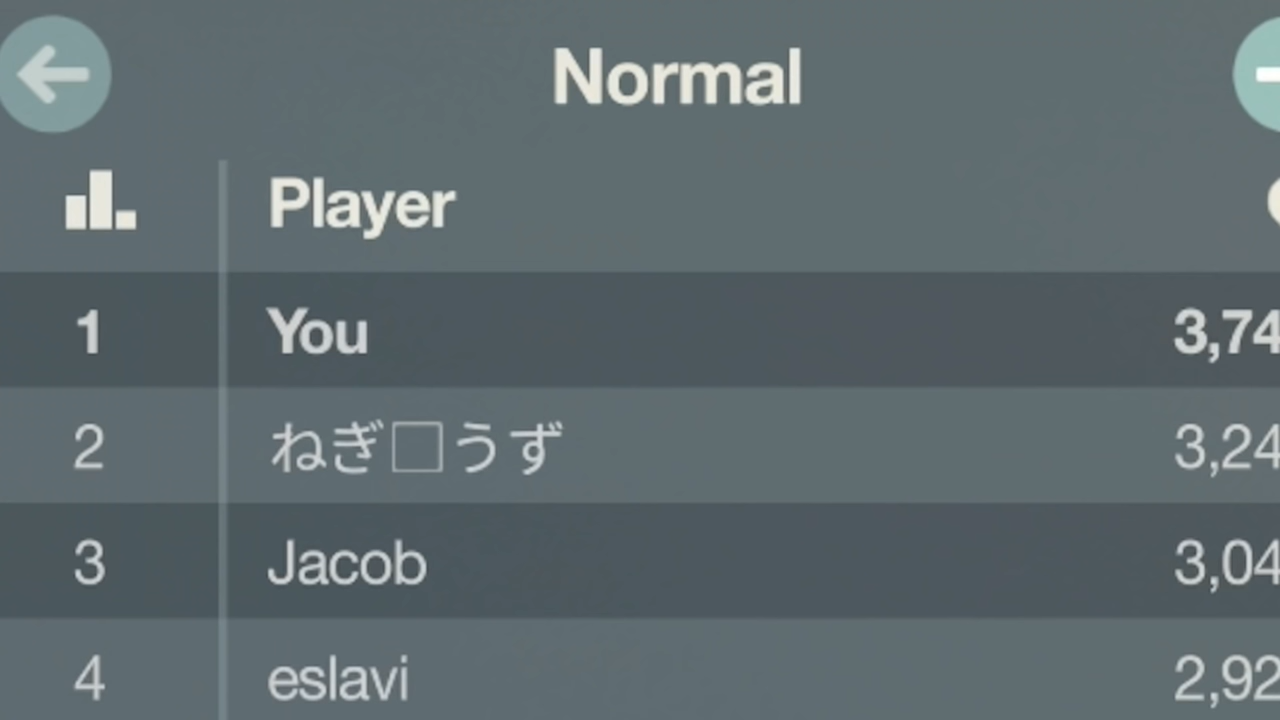 Normal
Player
1 You 3,74
2 ねぎ□うず 3,24
3 Jacob 3,04
4 eslavi 2,92